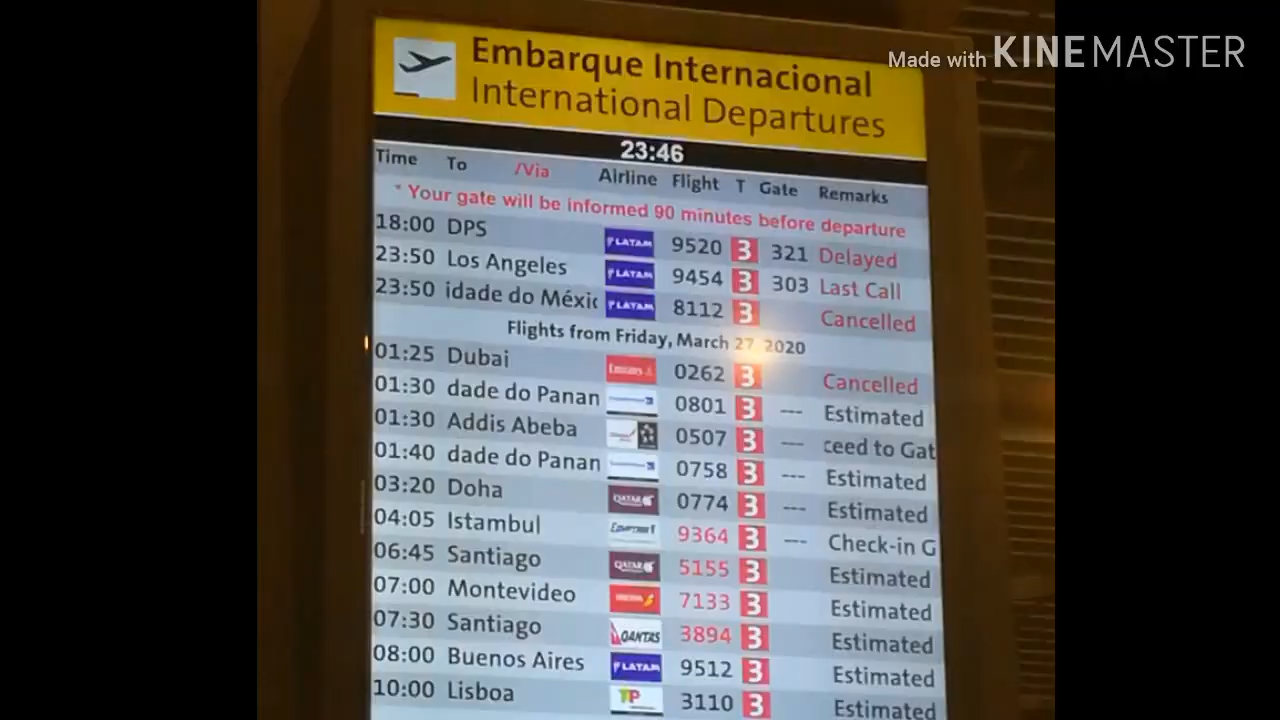 Made with KINEMASTER
Embarque Internacional
International Departures
23:46
Time To /Via Airline Flight T Gate Remarks
* Your gate will be informed 90 minutes before departure
18:00 DPS LATAM 9520 3 321 Delayed
23:50 Los Angeles LATAM 9454 3 303 Last Call
23:50 idade do Méxic LATAM 8112 3 Cancelled
Flights from Friday, March 27, 2020
01:25 Dubai Emirates 0262 3 Cancelled
01:30 dade do Panan 0801 3 --- Estimated
01:30 Addis Abeba 0507 3 --- ceed to Gat
01:40 dade do Panan 0758 3 --- Estimated
03:20 Doha QATAR 0774 3 --- Estimated
04:05 Istambul 9364 3 --- Check-in G
06:45 Santiago QATAR 5155 3 Estimated
07:00 Montevideo 7133 3 Estimated
07:30 Santiago QANTAS 3894 3 Estimated
08:00 Buenos Aires LATAM 9512 3 Estimated
10:00 Lisboa TP 3110 3 Estimated